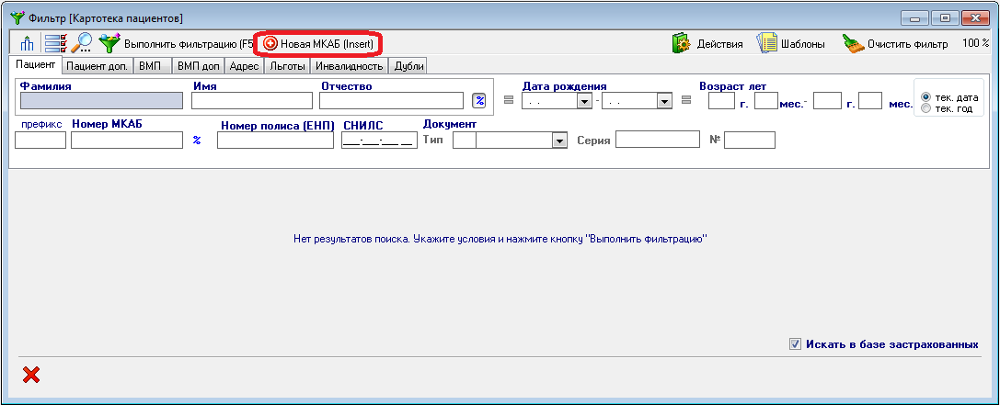 Фильтр [Картотека пациентов]
Выполнить фильтрацию (F5 Новая МКАБ (Insert) Действия Шаблоны Очистить фильтр 100 %
Пациент Пациент доп. ВМП ВМП доп Адрес Льготы Инвалидность Дубли
Фамилия Имя Отчество Дата рождения Возраст лет
% = . . - . . = г. мес.- г. мес. тек. дата
тек. год
префикс Номер МКАБ Номер полиса (ЕНП) СНИЛС Документ
% ___-___-___ __ Тип Серия №
Нет результатов поиска. Укажите условия и нажмите кнопку "Выполнить фильтрацию"
Искать в базе застрахованных